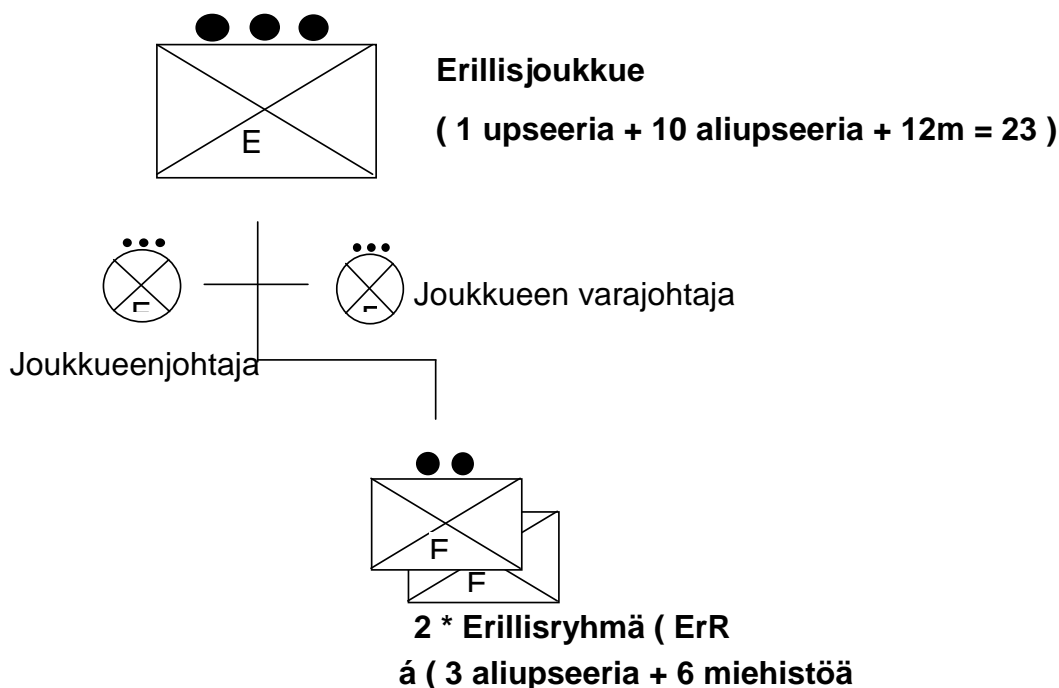 Erillisjoukkue
( 1 upseeria + 10 aliupseeria + 12m = 23 )
E
Joukkueen varajohtaja
Joukkueenjohtaja
F
F
2 * Erillisryhmä ( ErR
á ( 3 aliupseeria + 6 miehistöä